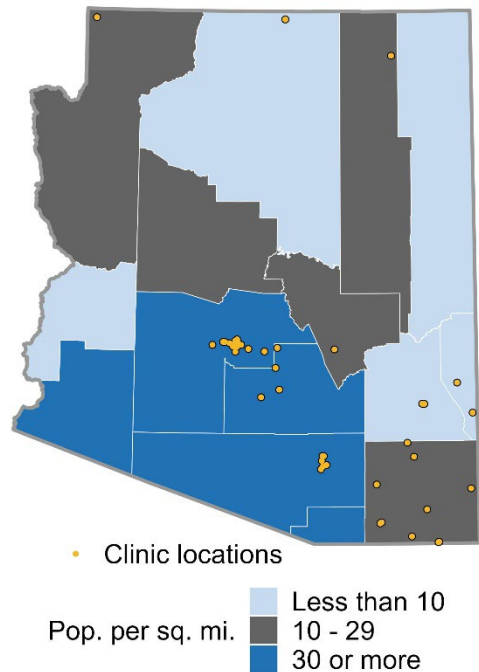 Clinic locations
Less than 10
Pop. per sq. mi. 10 - 29
30 or more